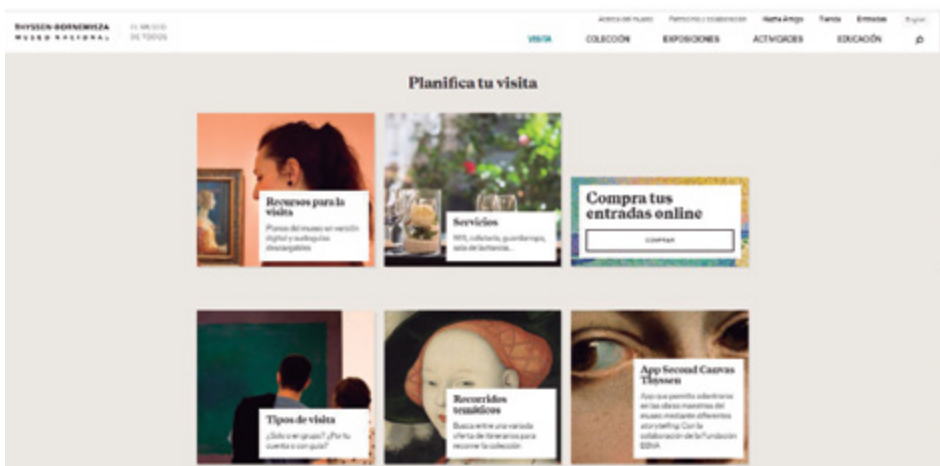 THYSSEN-BORNEMISZA
MUSEO NACIONAL
EL MUSEO
DE TODOS
Acerca del museo Patrocinio y colaboración Hazte Amigo Tienda Entradas English
VISITA COLECCIÓN EXPOSICIONES ACTIVIDADES EDUCACIÓN
Planifica tu visita
Recursos para la
visita
Planos del museo en versión
digital y audioguías
descargables
Servicios
Wifi, cafetería, guardarropa,
sala de lactancia...
Compra tus
entradas online
COMPRAR
Tipos de visita
¿Solo o en grupo? ¿Por tu
cuenta o con guía?
Recorridos
temáticos
Busca entre una variada
oferta de itinerarios para
recorrer la colección
App Second Canvas
Thyssen
App que permite adentrarse
en las obras maestras del
museo mediante diferentes
storytelling. Con la
colaboración de la Fundación
BBVA